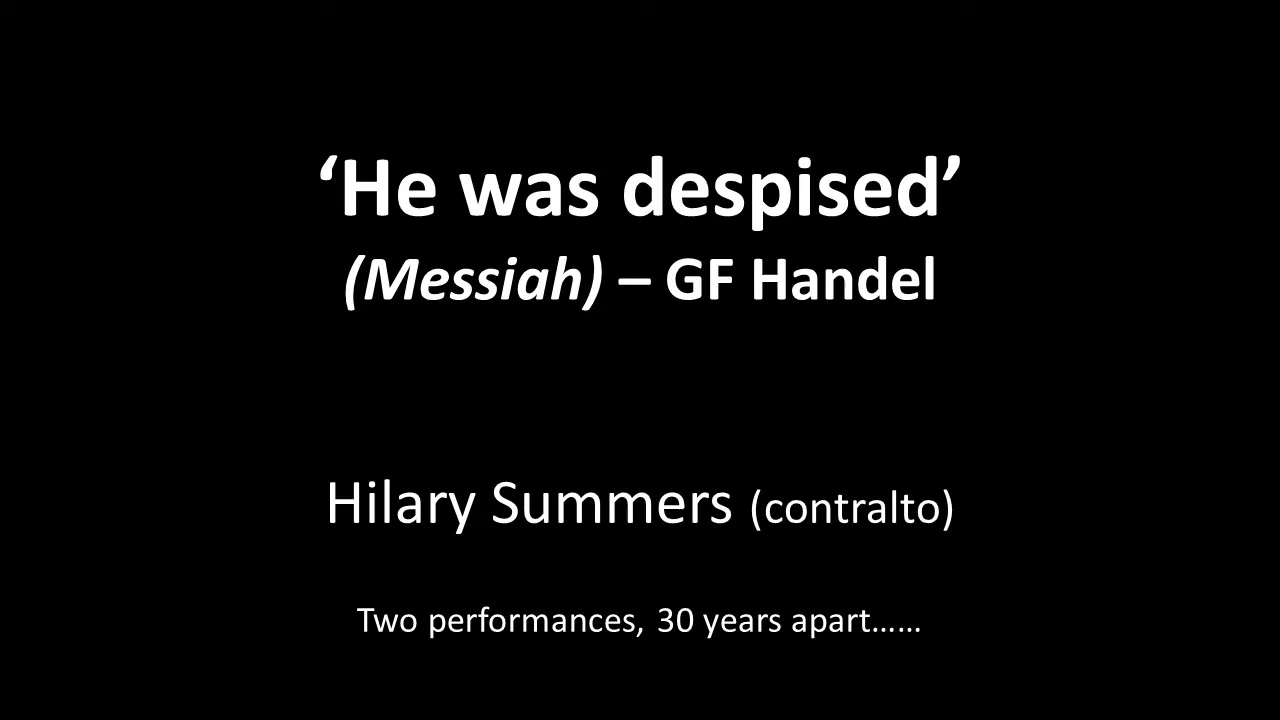 ‘He was despised’
(Messiah) – GF Handel
Hilary Summers (contralto)
Two performances, 30 years apart……